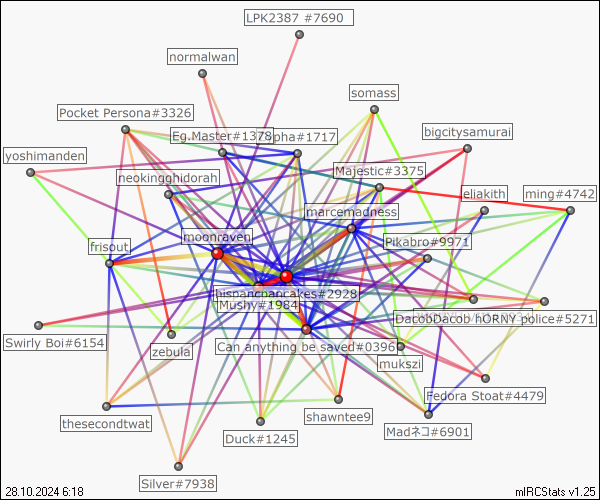 LPK2387 #7690
normalwan
somass
Pocket Persona#3326
Eg.Master#1378
pha#1717
bigcitysamurai
yoshimanden
Majestic#3375
neokingghidorah
eliakith
ming#4742
marcemadness
moonraven
frisout
Pikabro#9971
hispanicpancakes#2928
Mushy#1984
DacobDacob/hORNY police#5271
Swirly Boi#6154
zebula
Can anything be saved#0396
mukszi
Fedora Stoat#4479
shawntee9
thesecondtwat
Duck#1245
Madネコ#6901
Silver#7938
28.10.2024 6:18
mIRCStats v1.25